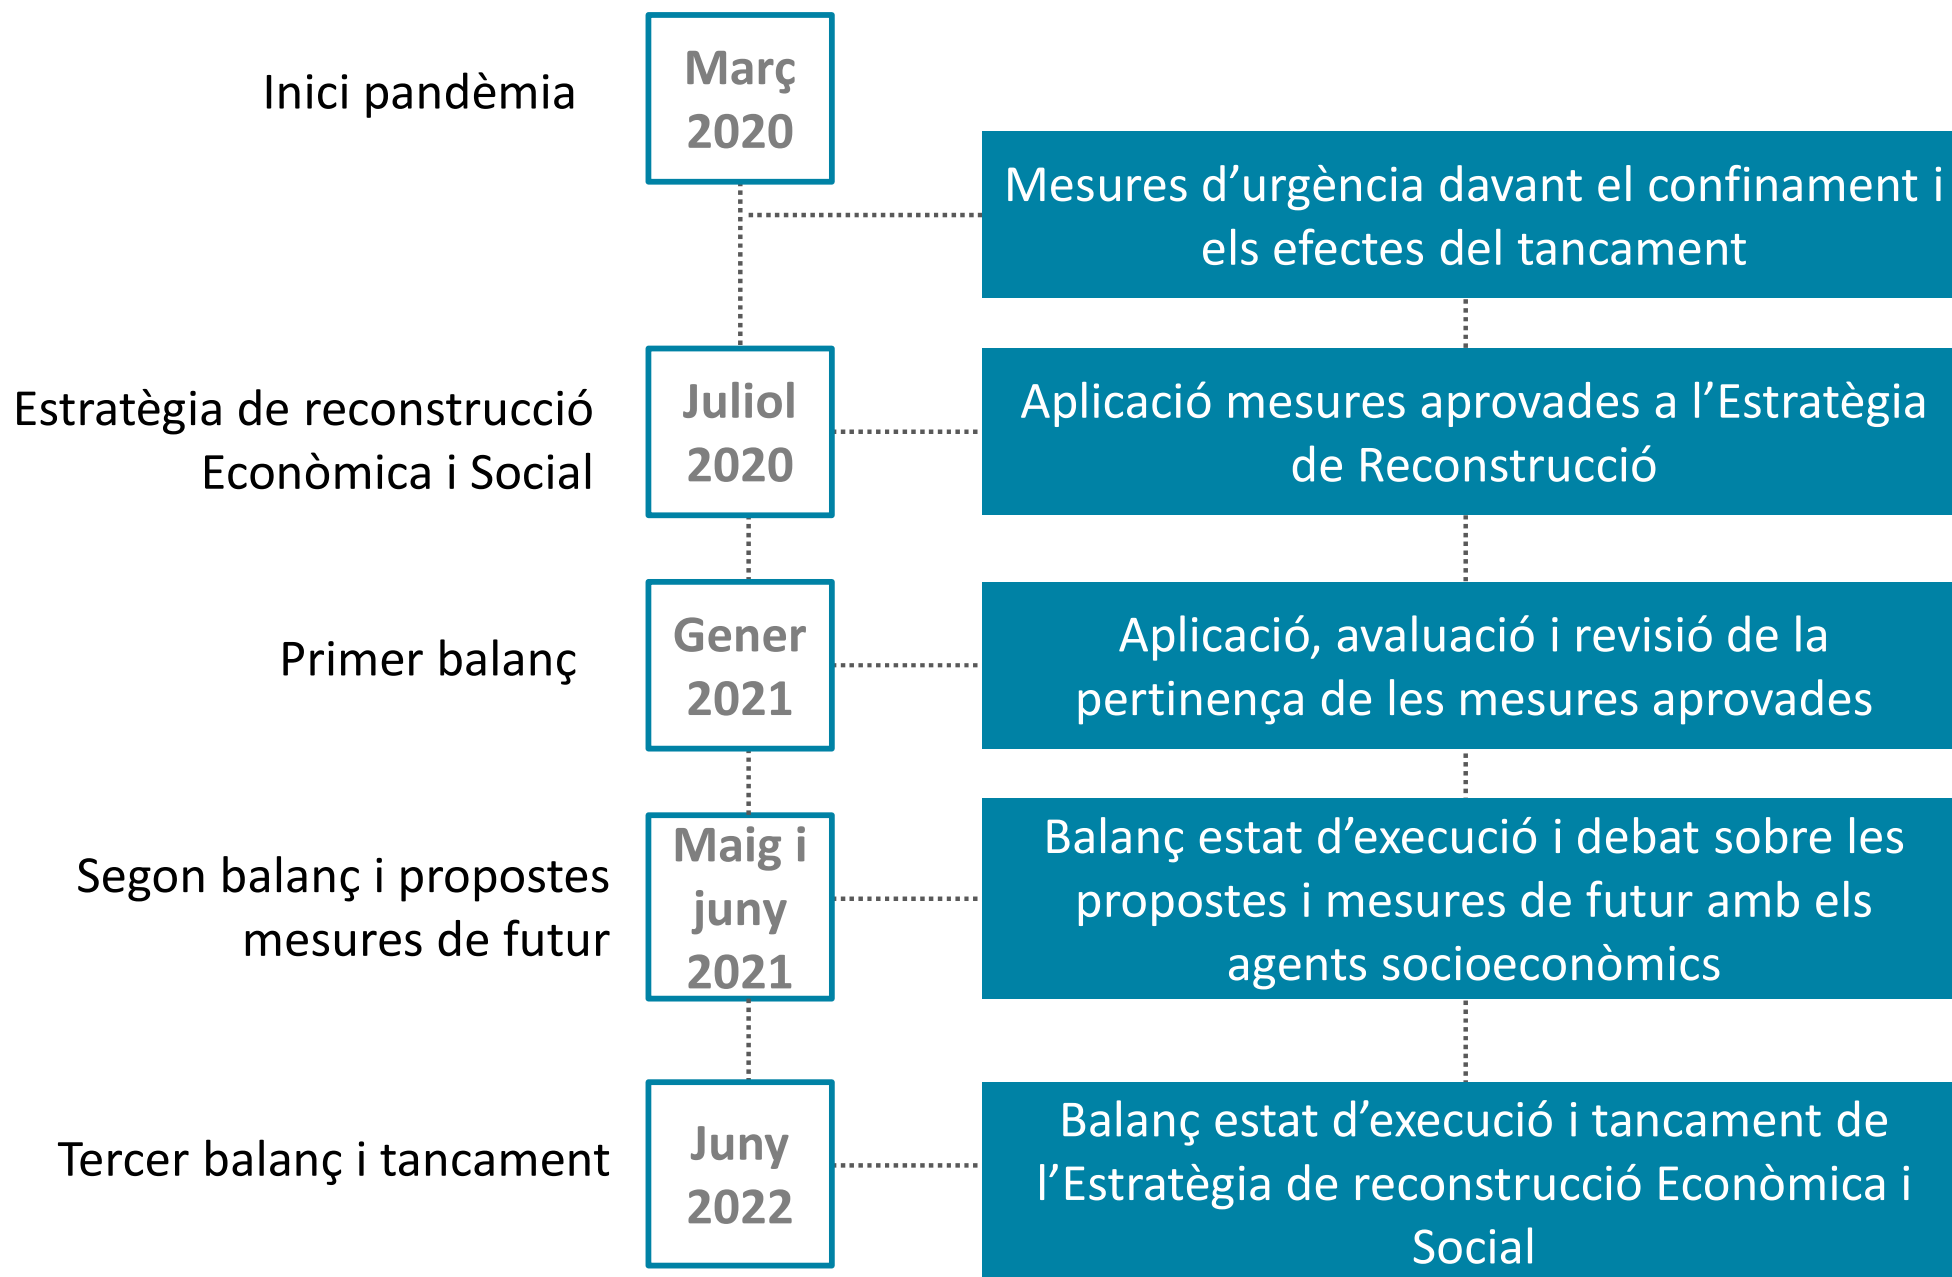 Inici pandèmia
Març
2020
Mesures d’urgència davant el confinament i
els efectes del tancament
Estratègia de reconstrucció
Econòmica i Social
Juliol
2020
Aplicació mesures aprovades a l’Estratègia
de Reconstrucció
Primer balanç
Gener
2021
Aplicació, avaluació i revisió de la
pertinença de les mesures aprovades
Segon balanç i propostes
mesures de futur
Maig i
juny
2021
Balanç estat d’execució i debat sobre les
propostes i mesures de futur amb els
agents socioeconòmics
Tercer balanç i tancament
Juny
2022
Balanç estat d’execució i tancament de
l’Estratègia de reconstrucció Econòmica i
Social